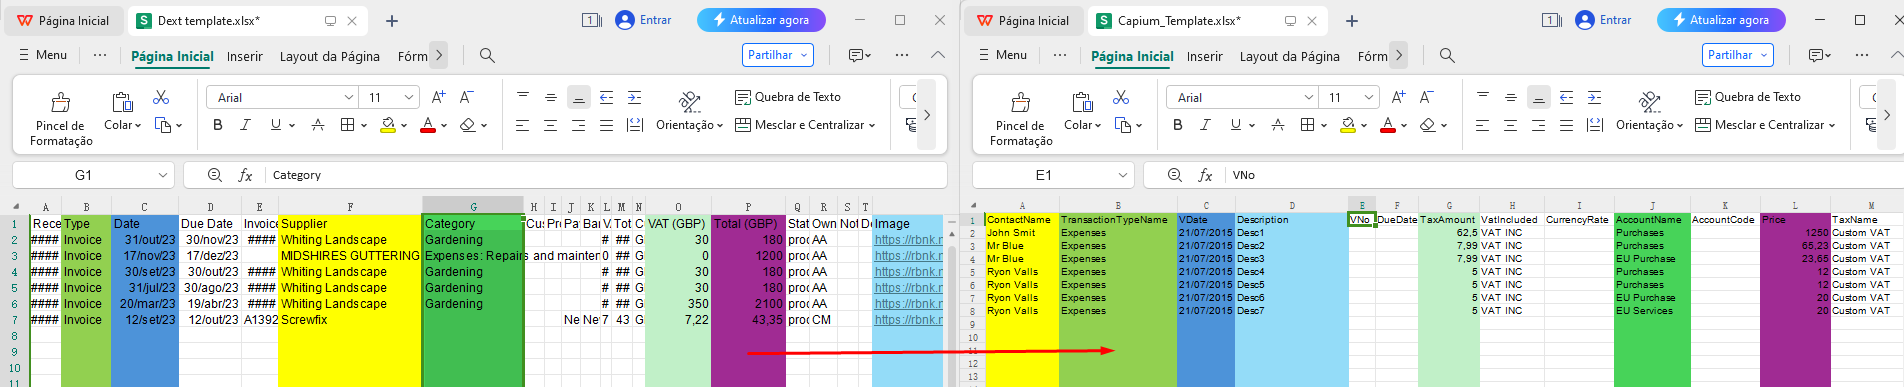 Página Inicial
Dext template.xlsx*
1
Entrar
Atualizar agora
Menu
Página Inicial
Inserir
Layout da Página
Fórm
Partilhar
Pincel de
Formatação
Colar
Arial
11
B I U A
Orientação
Quebra de Texto
Mesclar e Centralizar
G1
fx
Category
A B C D E F G H I J K L M N O P Q R S T U
1 Rece Type Date Due Date Invoice Supplier Category Cus Pro Pa Ba V. Tot C VAT (GBP) Total (GBP) Stat Own Not De Image
2 #### Invoice 31/out/23 30/nov/23 #### Whiting Landscape Gardening # ## G 30 180 proc AA https://rbnk.n
3 #### Invoice 17/nov/23 17/dez/23 MIDSHIRES GUTTERING Expenses: Repairs and mainten 0 ## G 0 1200 proc AA https://rbnk.n
4 #### Invoice 30/set/23 30/out/23 #### Whiting Landscape Gardening # ## G 30 180 proc AA https://rbnk.n
5 #### Invoice 31/jul/23 30/ago/23 #### Whiting Landscape Gardening # ## G 30 180 proc AA https://rbnk.n
6 #### Invoice 20/mar/23 19/abr/23 #### Whiting Landscape Gardening # ## G 350 2100 proc AA https://rbnk.n
7 #### Invoice 12/set/23 12/out/23 A1392 Screwfix Ne Ne 7 43 G 7,22 43,35 proc CM https://rbnk.n
8
9
10
11
Página Inicial
Capium_Template.xlsx*
1
Entrar
Atualizar agora
Menu
Página Inicial
Inserir
Layout da Página
Fórm
Partilhar
Pincel de
Formatação
Colar
Arial
11
B I U A
Orientação
Quebra de Texto
Mesclar e Centralizar
E1
fx
VNo
A B C D E F G H I J K L M
1 ContactName TransactionTypeName VDate Description VNo DueDate TaxAmount VatIncluded CurrencyRate AccountName AccountCode Price TaxName
2 John Smit Expenses 21/07/2015 Desc1 62,5 VAT INC Purchases 1250 Custom VAT
3 Mr Blue Expenses 21/07/2015 Desc2 7,99 VAT INC Purchases 65,23 Custom VAT
4 Mr Blue Expenses 21/07/2015 Desc3 7,99 VAT INC EU Purchase 23,65 Custom VAT
5 Ryon Valls Expenses 21/07/2015 Desc4 5 VAT INC Purchases 12 Custom VAT
6 Ryon Valls Expenses 21/07/2015 Desc5 5 VAT INC Purchases 12 Custom VAT
7 Ryon Valls Expenses 21/07/2015 Desc6 5 VAT INC EU Purchase 20 Custom VAT
8 Ryon Valls Expenses 21/07/2015 Desc7 5 VAT INC EU Services 20 Custom VAT
9
10
11
12
13